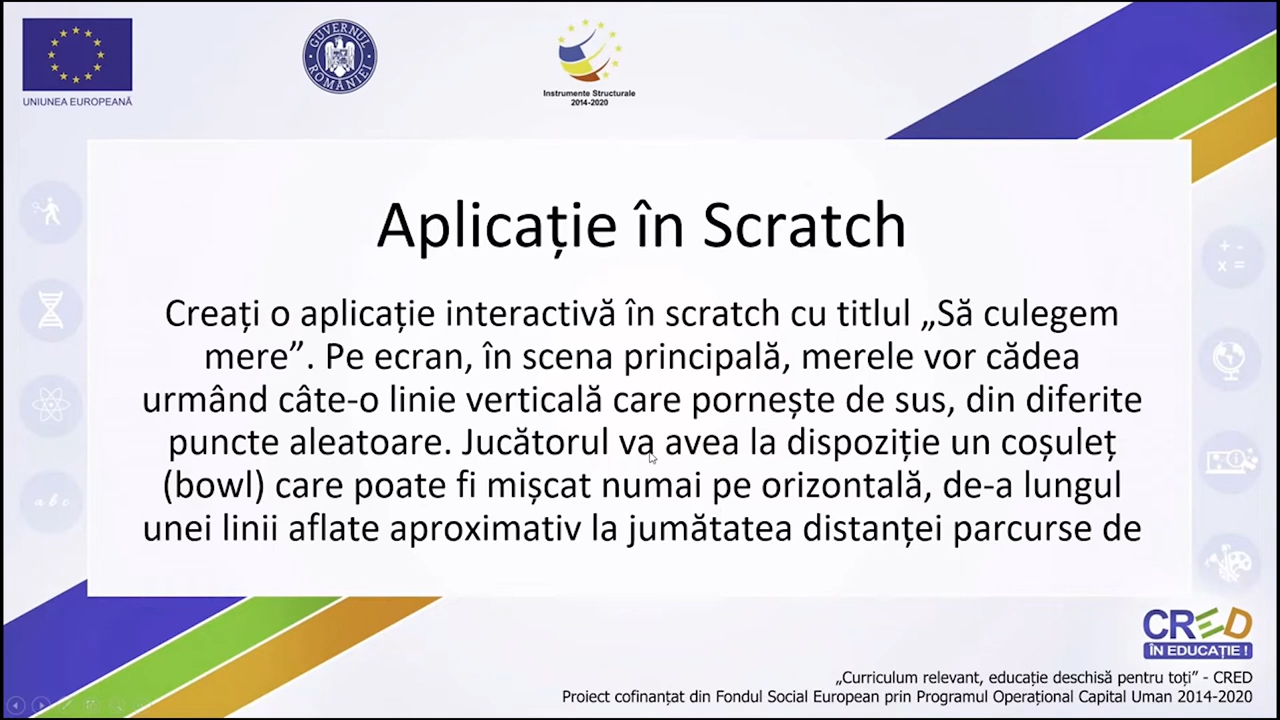 UNIUNEA EUROPEANĂ
GUVERNUL ROMÂNIEI
Instrumente Structurale
2014-2020
Aplicație în Scratch
Creați o aplicație interactivă în scratch cu titlul „Să culegem
mere”. Pe ecran, în scena principală, merele vor cădea
urmând câte-o linie verticală care pornește de sus, din diferite
puncte aleatoare. Jucătorul va avea la dispoziție un coșuleț
(bowl) care poate fi mișcat numai pe orizontală, de-a lungul
unei linii aflate aproximativ la jumătatea distanței parcurse de
a b c
+ -
x =
CRED
ÎN EDUCAȚIE !
„Curriculum relevant, educație deschisă pentru toți” - CRED
Proiect cofinanțat din Fondul Social European prin Programul Operațional Capital Uman 2014-2020